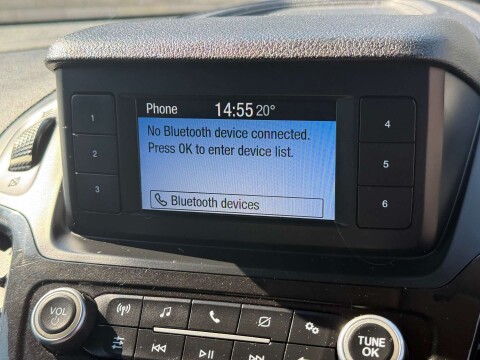 Phone 14:55 20°
No Bluetooth device connected.
Press OK to enter device list.
Bluetooth devices
1
2
3
4
5
6
VOL
TUNE
OK